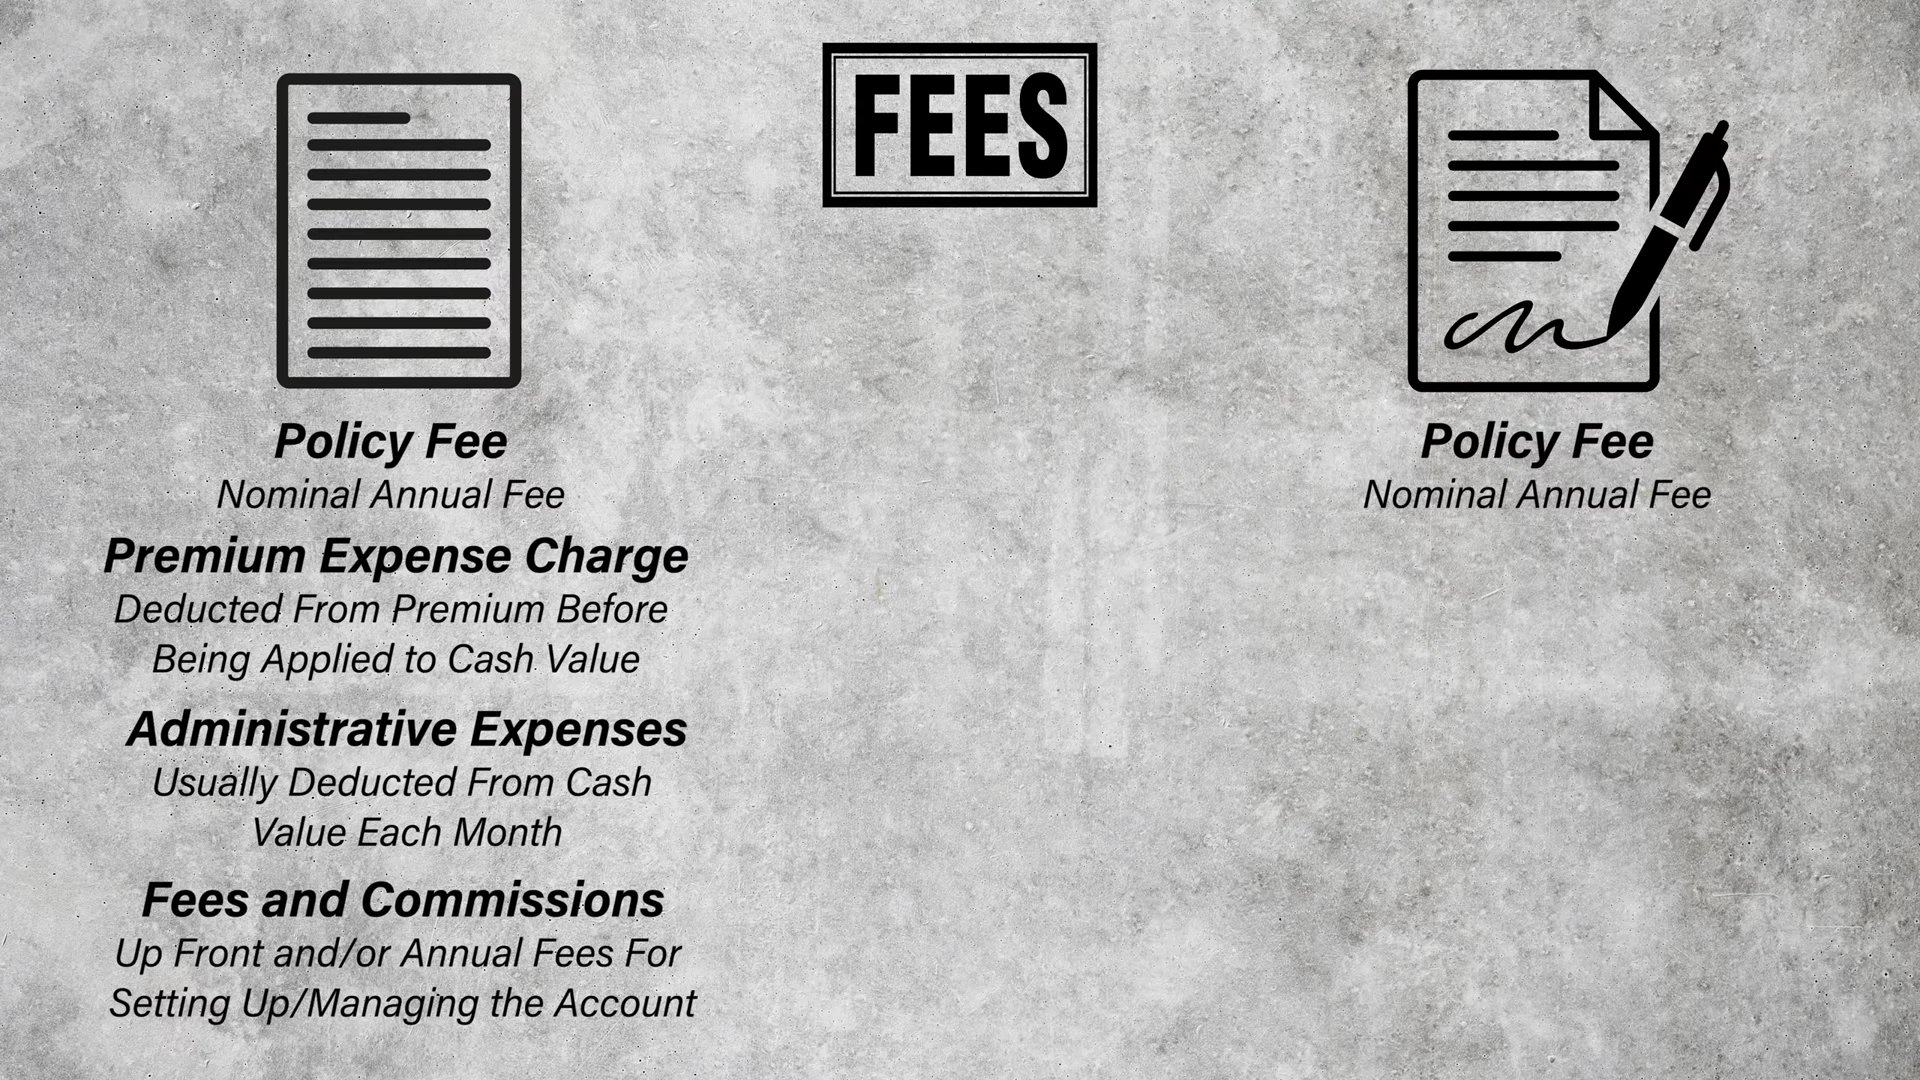 FEES
Policy Fee
Nominal Annual Fee
Premium Expense Charge
Deducted From Premium Before
Being Applied to Cash Value
Administrative Expenses
Usually Deducted From Cash
Value Each Month
Fees and Commissions
Up Front and/or Annual Fees For
Setting Up/Managing the Account
Policy Fee
Nominal Annual Fee